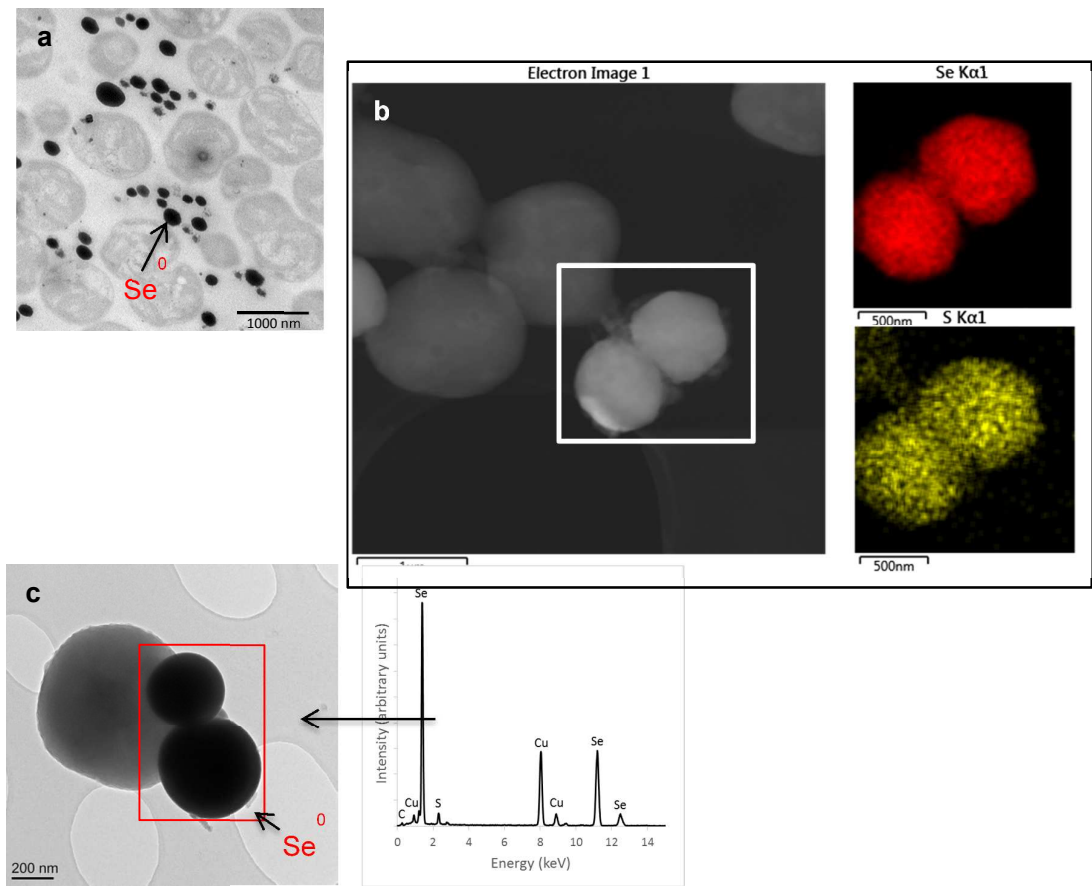 a
0
Se
1000 nm
Electron Image 1
b
Se Kα1
500nm
S Kα1
500nm
c
0
Se
200 nm
Intensity (arbitrary units)
Se
Cu
Se
C
Cu
S
Cu
Se
0 2 4 6 8 10 12 14
Energy (keV)